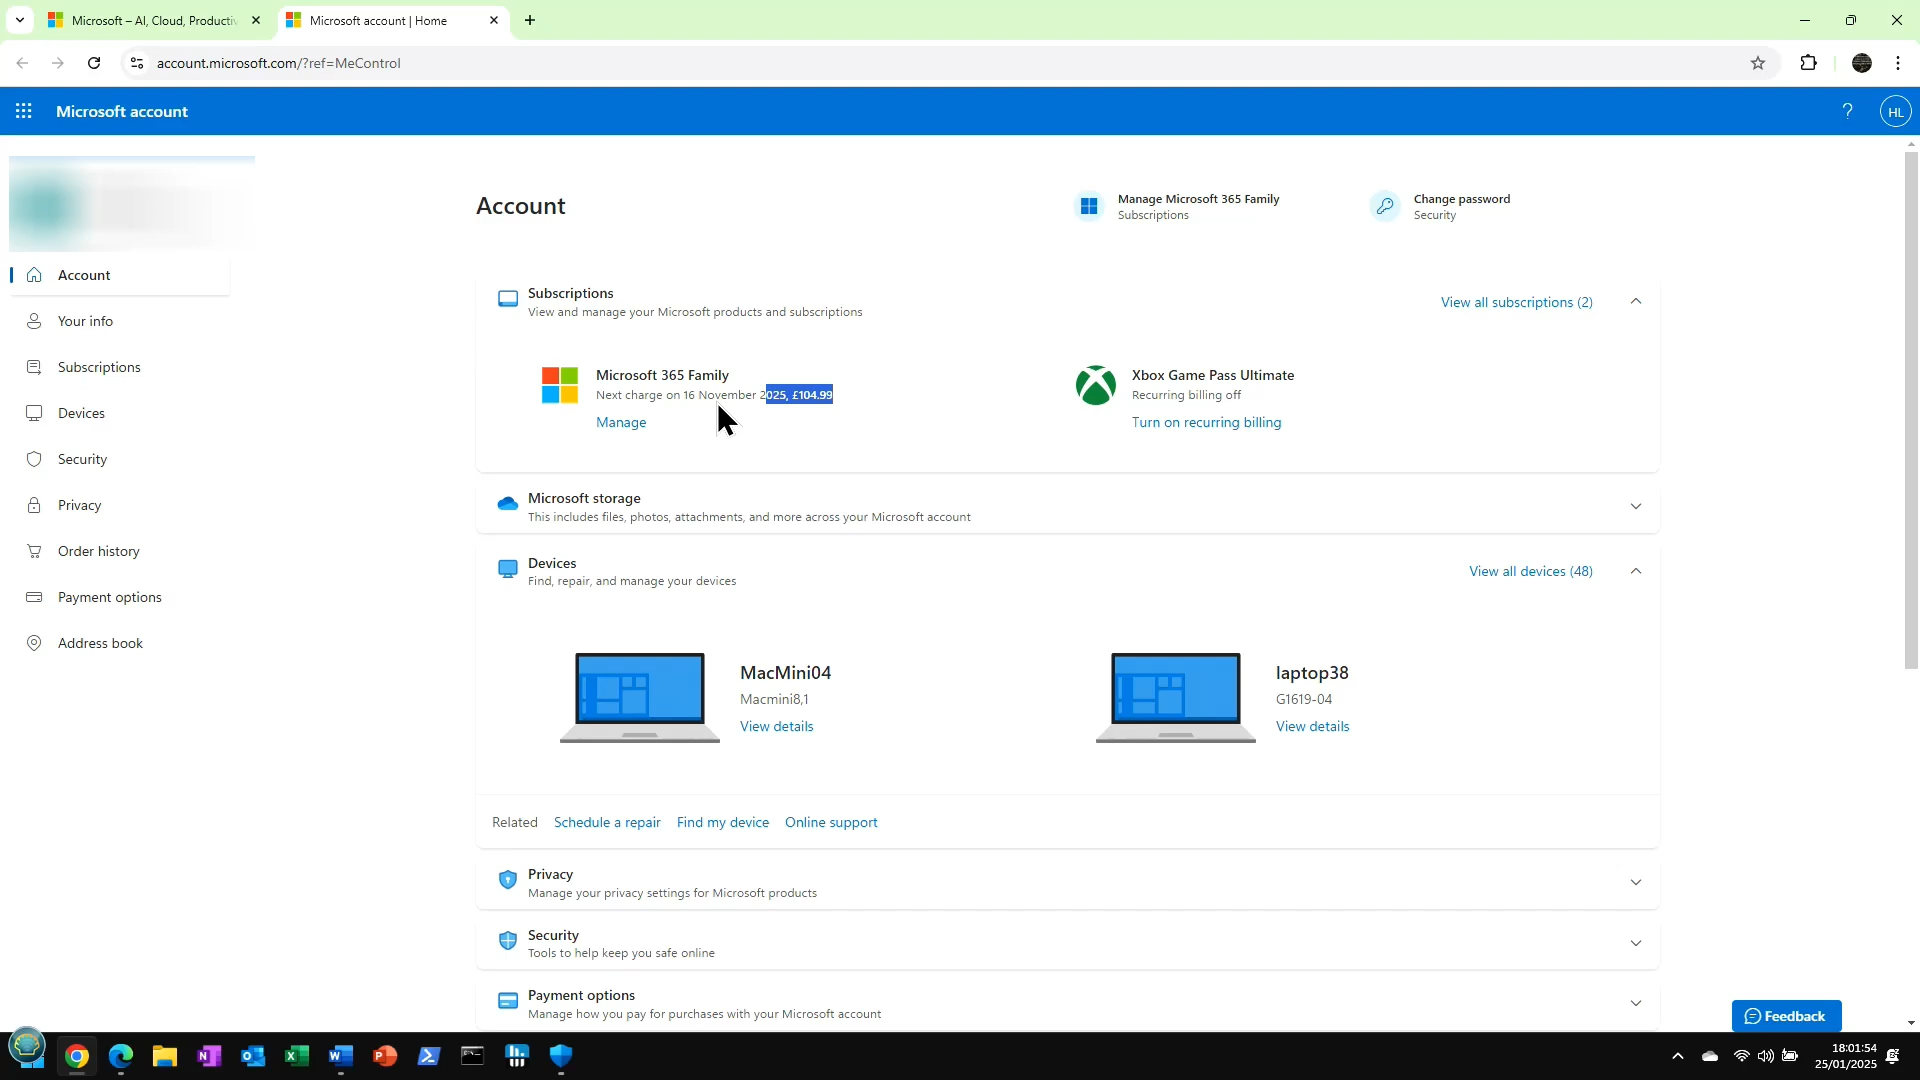 Microsoft – AI, Cloud, Productiv
Microsoft account | Home
account.microsoft.com/?ref=MeControl
Microsoft account
?
HL
Account
Your info
Subscriptions
Devices
Security
Privacy
Order history
Payment options
Address book
Account
Manage Microsoft 365 Family
Subscriptions
Change password
Security
Subscriptions
View and manage your Microsoft products and subscriptions
View all subscriptions (2)
Microsoft 365 Family
Next charge on 16 November 2025, £104.99
Manage
Xbox Game Pass Ultimate
Recurring billing off
Turn on recurring billing
Microsoft storage
This includes files, photos, attachments, and more across your Microsoft account
Devices
Find, repair, and manage your devices
View all devices (48)
MacMini04
Macmini8,1
View details
laptop38
G1619-04
View details
Related Schedule a repair Find my device Online support
Privacy
Manage your privacy settings for Microsoft products
Security
Tools to help keep you safe online
Payment options
Manage how you pay for purchases with your Microsoft account
Feedback
18:01:54
25/01/2025